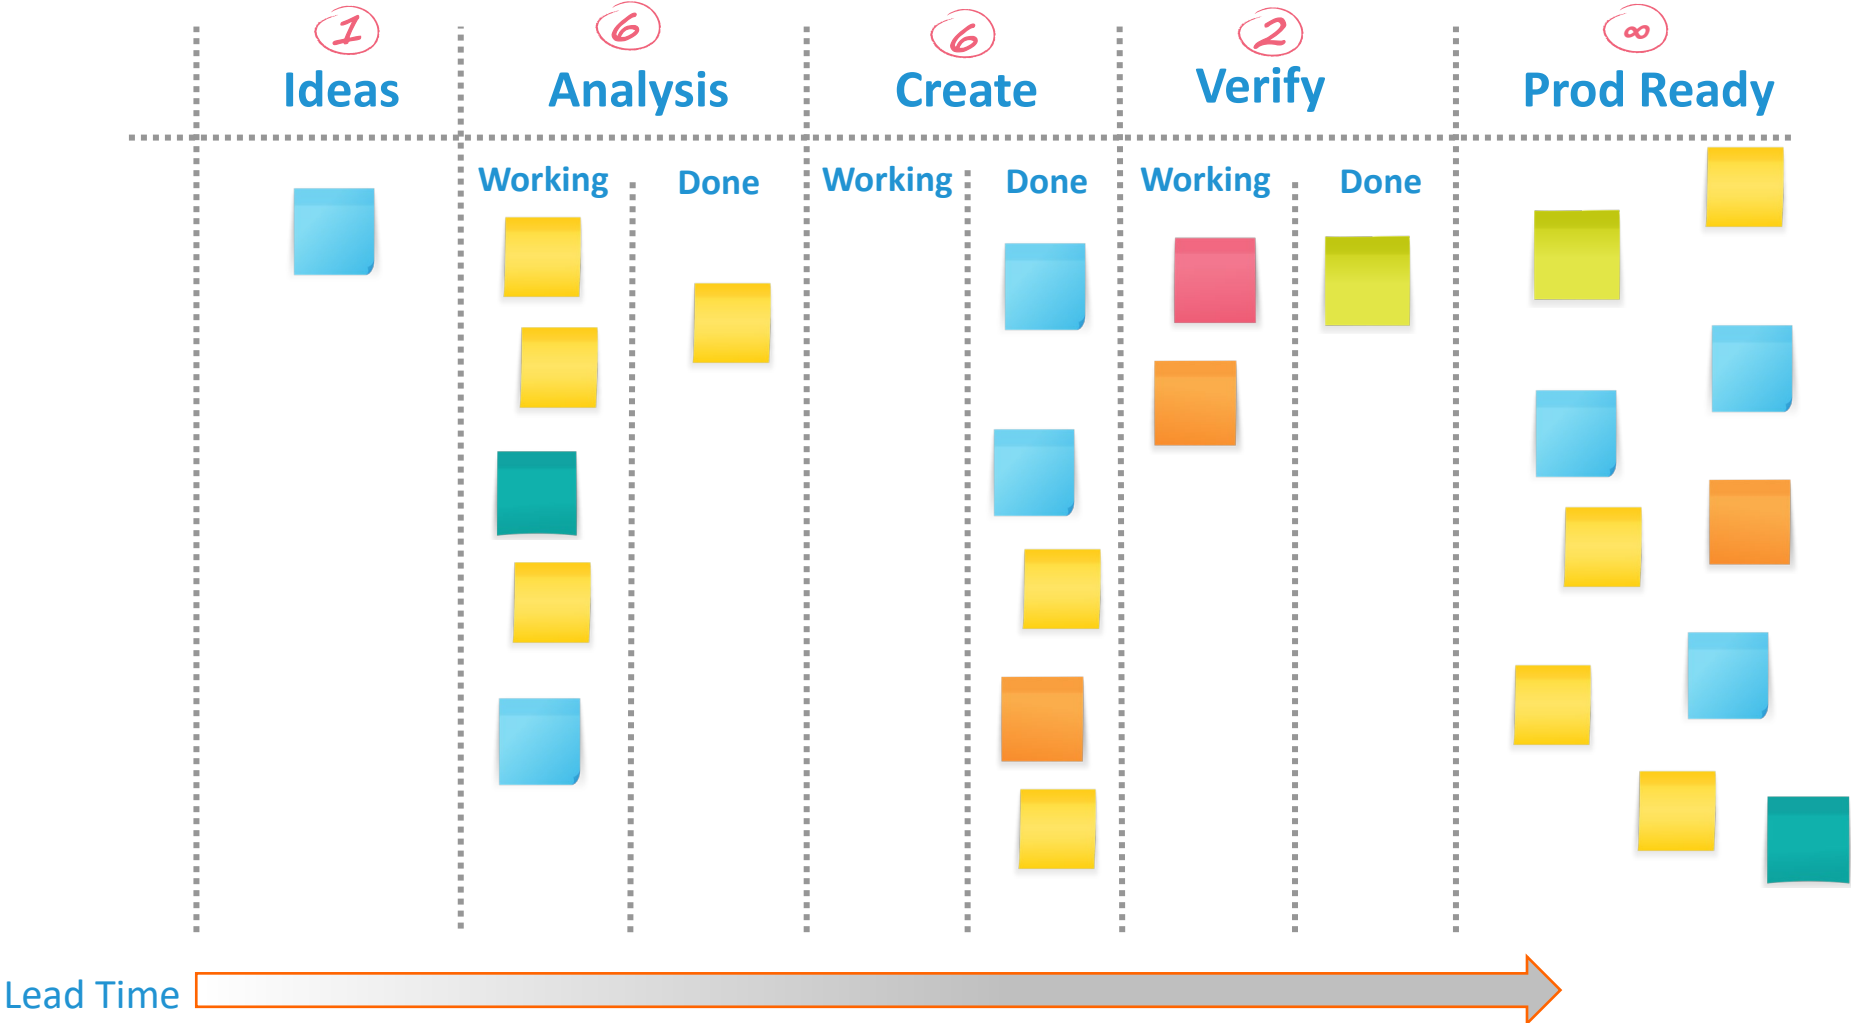 1 6 6 2 ∞
Ideas Analysis Create Verify Prod Ready
Working Done Working Done Working Done
Lead Time